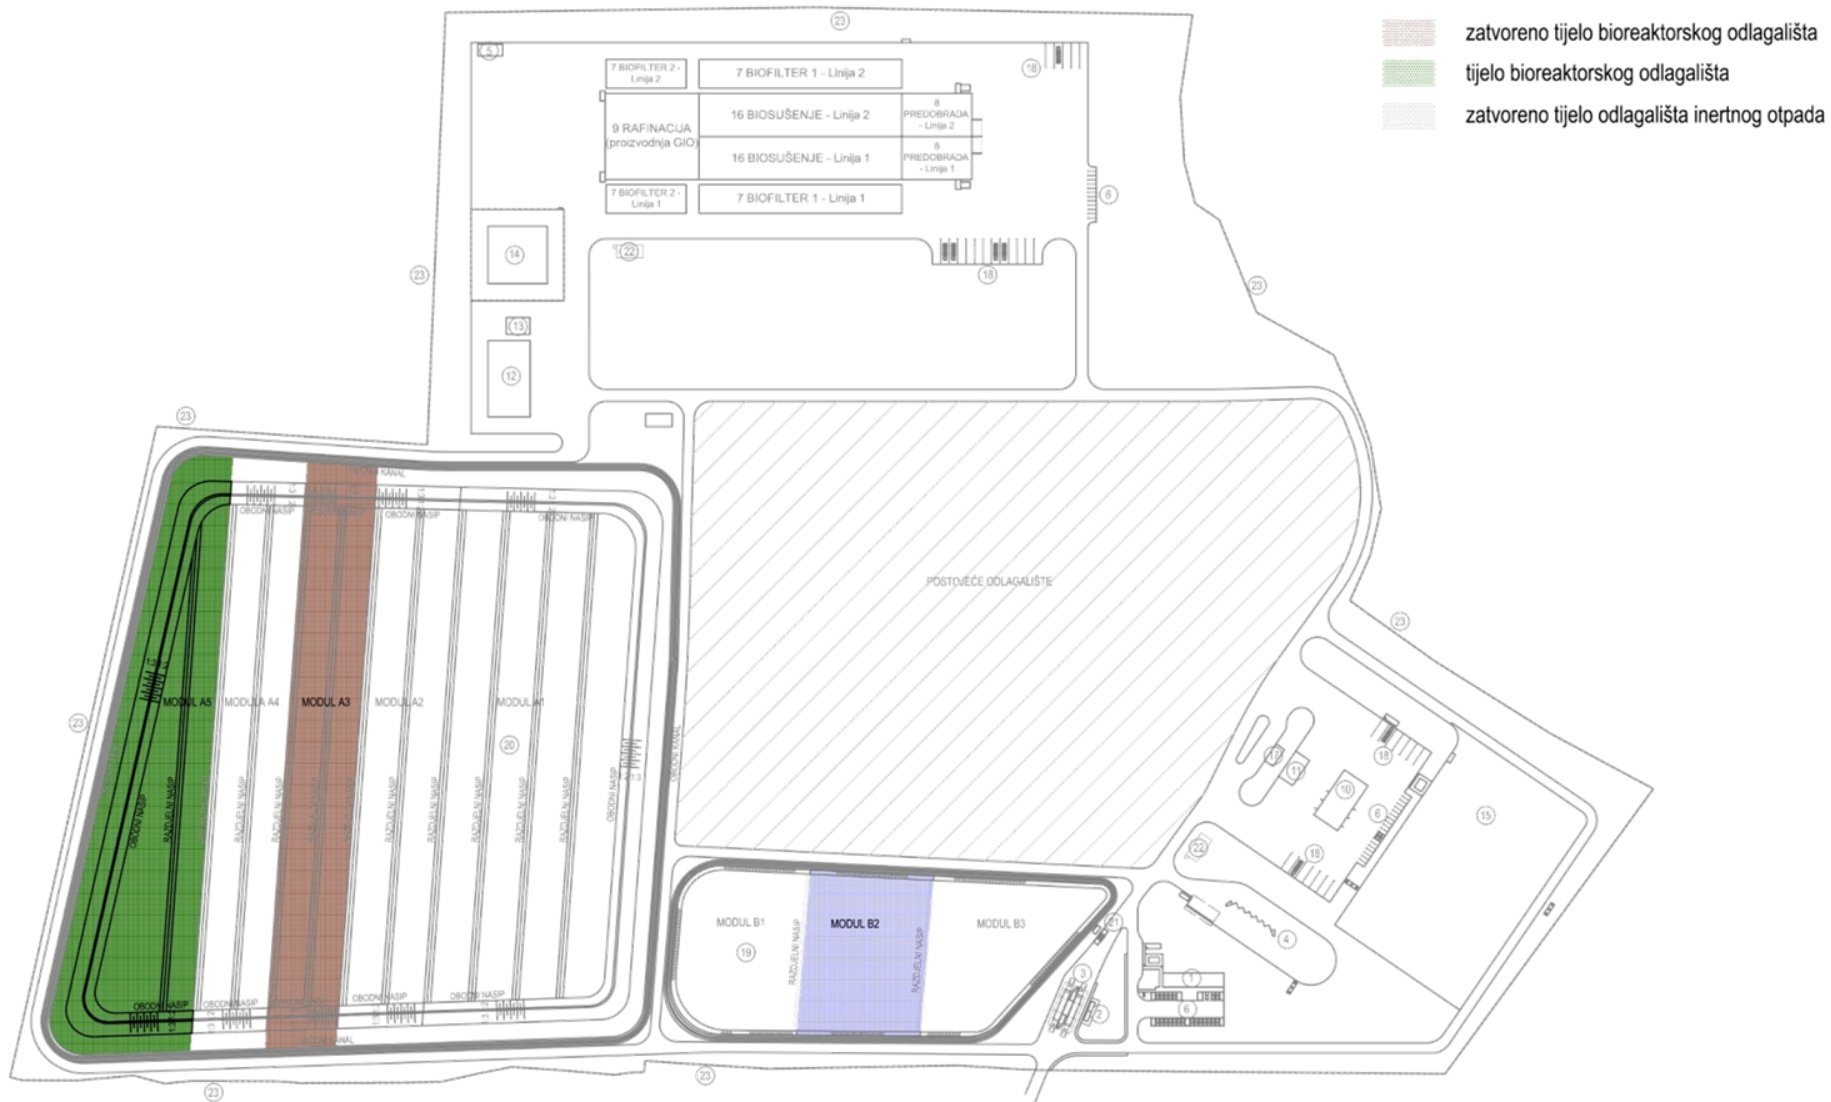 23
zatvoreno tijelo bioreaktorskog odlagališta
tijelo bioreaktorskog odlagališta
zatvoreno tijelo odlagališta inertnog otpada
5
18
7 BIOFILTER 2 -
Linija 2
7 BIOFILTER 1 - Linija 2
9 RAFINACIJA
(proizvodnja GIO)
16 BIOSUŠENJE - Linija 2
8
PREDOBRADA
- Linija 2
16 BIOSUŠENJE - Linija 1
8
PREDOBRADA
- Linija 1
7 BIOFILTER 2 -
Linija 1
7 BIOFILTER 1 - Linija 1
6
14
22
18
23
23
13
12
23
OBODNI NASIP
OBODNI NASIP
OBODNI NASIP
POSTOJEĆE ODLAGALIŠTE
23
MODUL A5
MODUL A4
MODUL A3
MODUL A2
MODUL A1
23
20
OBODNI KANAL
OBODNI NASIP
OBODNI NASIP
RAZDJELNI NASIP
RAZDJELNI NASIP
RAZDJELNI NASIP
RAZDJELNI NASIP
RAZDJELNI NASIP
RAZDJELNI NASIP
RAZDJELNI NASIP
18
11
10
6
15
22
18
MODUL B1
MODUL B2
MODUL B3
RAZDJELNI NASIP
RAZDJELNI NASIP
19
21
4
3
1
2
6
OBODNI NASIP
OBODNI NASIP
OBODNI NASIP
OBODNI NASIP
OBODNI KANAL
23
23